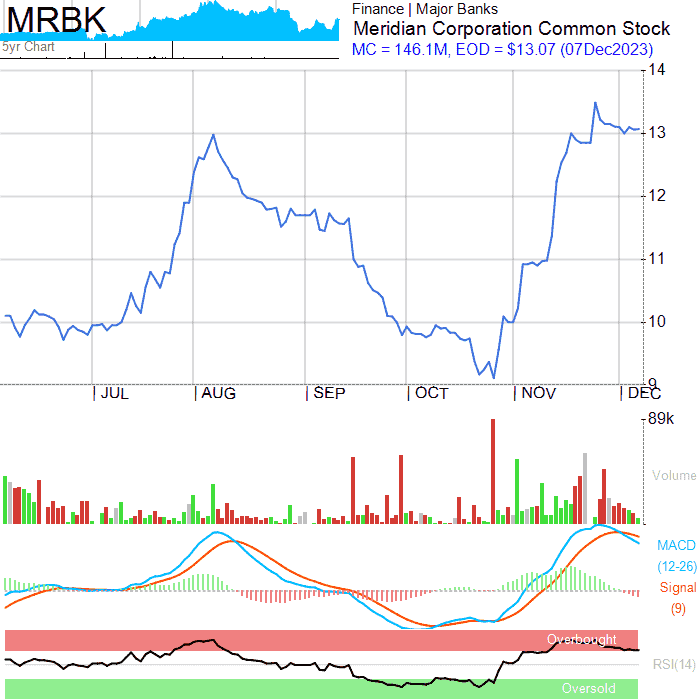 MRBK
5yr Chart
Finance | Major Banks
Meridian Corporation Common Stock
MC = 146.1M, EOD = $13.07 (07Dec2023)
14
13
12
11
10
9
JUL AUG SEP OCT NOV DEC
89k
Volume
MACD
(12-26)
Signal
(9)
Overbought
RSI(14)
Oversold